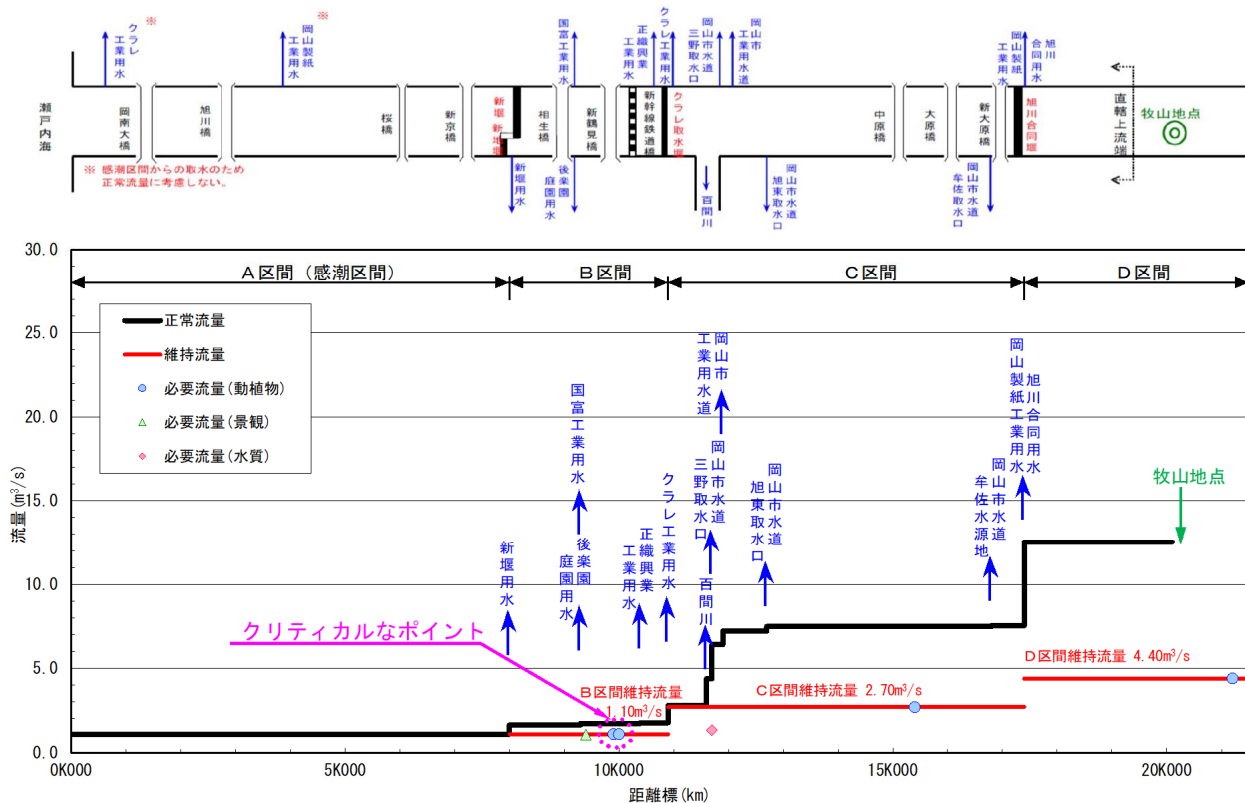 クラレ
工業用水
※
岡山製紙
工業用水
※
国富工業用水
正織興業
工業用水
クラレ工業用水
岡山市水道
三野取水口
岡山市
工業用水道
岡山製紙
工業用水
旭川
合同用水
瀬戸内海
岡南大橋
旭川橋
桜橋
新京橋
新堰
新地堰
相生橋
新鶴見橋
新幹線鉄道橋
クラレ取水堰
中原橋
大原橋
新大原橋
旭川合同堰
直轄上流端
牧山地点
※ 感潮区間からの取水のため
正常流量に考慮しない。
新堰用水
後楽園
庭園用水
百間川
岡山市水道
旭東取水口
岡山市水道
牟佐取水口
30.0
25.0
20.0
15.0
10.0
5.0
0.0
流量(m³/s)
A区間(感潮区間)
B区間
C区間
D区間
正常流量
維持流量
必要流量(動植物)
必要流量(景観)
必要流量(水質)
新堰用水
国富工業用水
後楽園
庭園用水
正織興業
工業用水
クラレ工業用水
岡山市
工業用水道
岡山市水道
三野取水口
百間川
岡山市水道
旭東取水口
岡山市水道
牟佐水源地
旭川合同用水
岡山製紙工業用水
牧山地点
クリティカルなポイント
B区間維持流量
1.10m³/s
C区間維持流量 2.70m³/s
D区間維持流量 4.40m³/s
0K000
5K000
10K000
15K000
20K000
距離標(km)